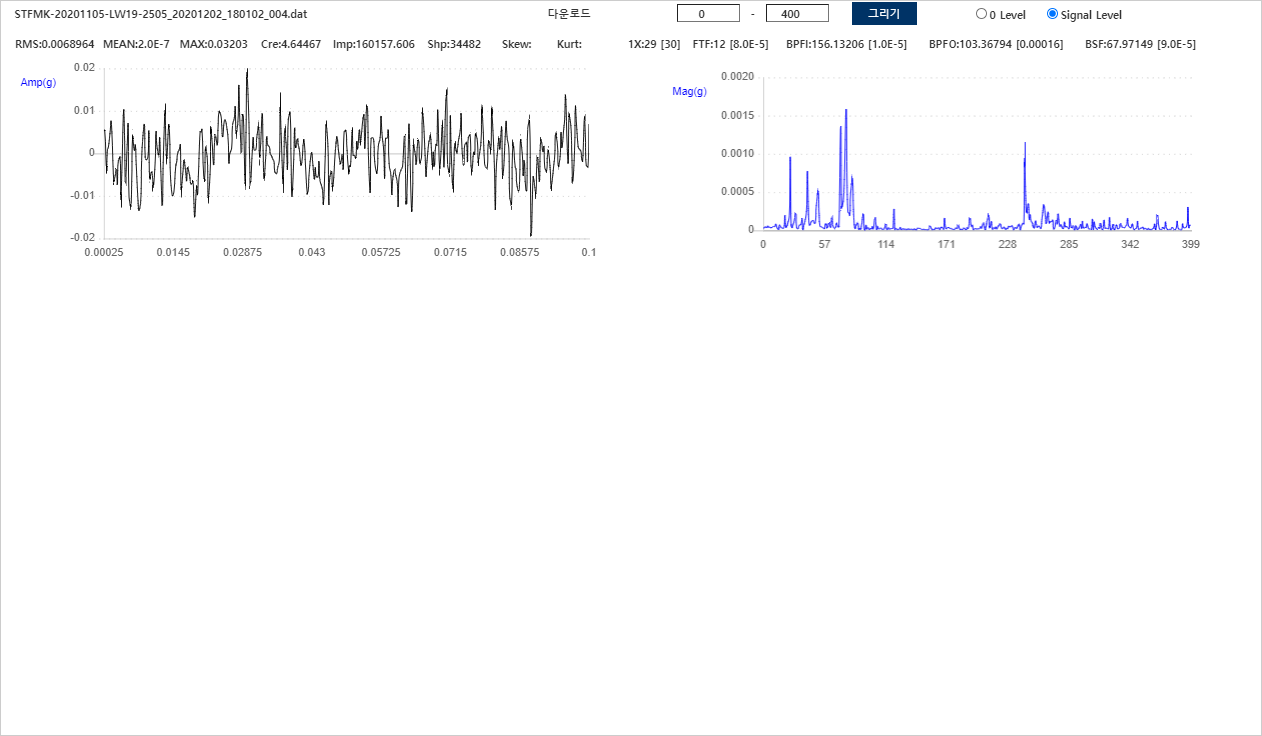 STFMK-20201105-LW19-2505_20201202_180102_004.dat 다운로드 0 - 400 그리기 0 Level Signal Level
RMS:0.0068964 MEAN:2.0E-7 MAX:0.03203 Cre:4.64467 Imp:160157.606 Shp:34482 Skew: Kurt: 1X:29 [30] FTF:12 [8.0E-5] BPFI:156.13206 [1.0E-5] BPFO:103.36794 [0.00016] BSF:67.97149 [9.0E-5]
Amp(g)
0.02
0.01
0
-0.01
-0.02
0.00025 0.0145 0.02875 0.043 0.05725 0.0715 0.08575 0.1
Mag(g)
0.0020
0.0015
0.0010
0.0005
0
0 57 114 171 228 285 342 399